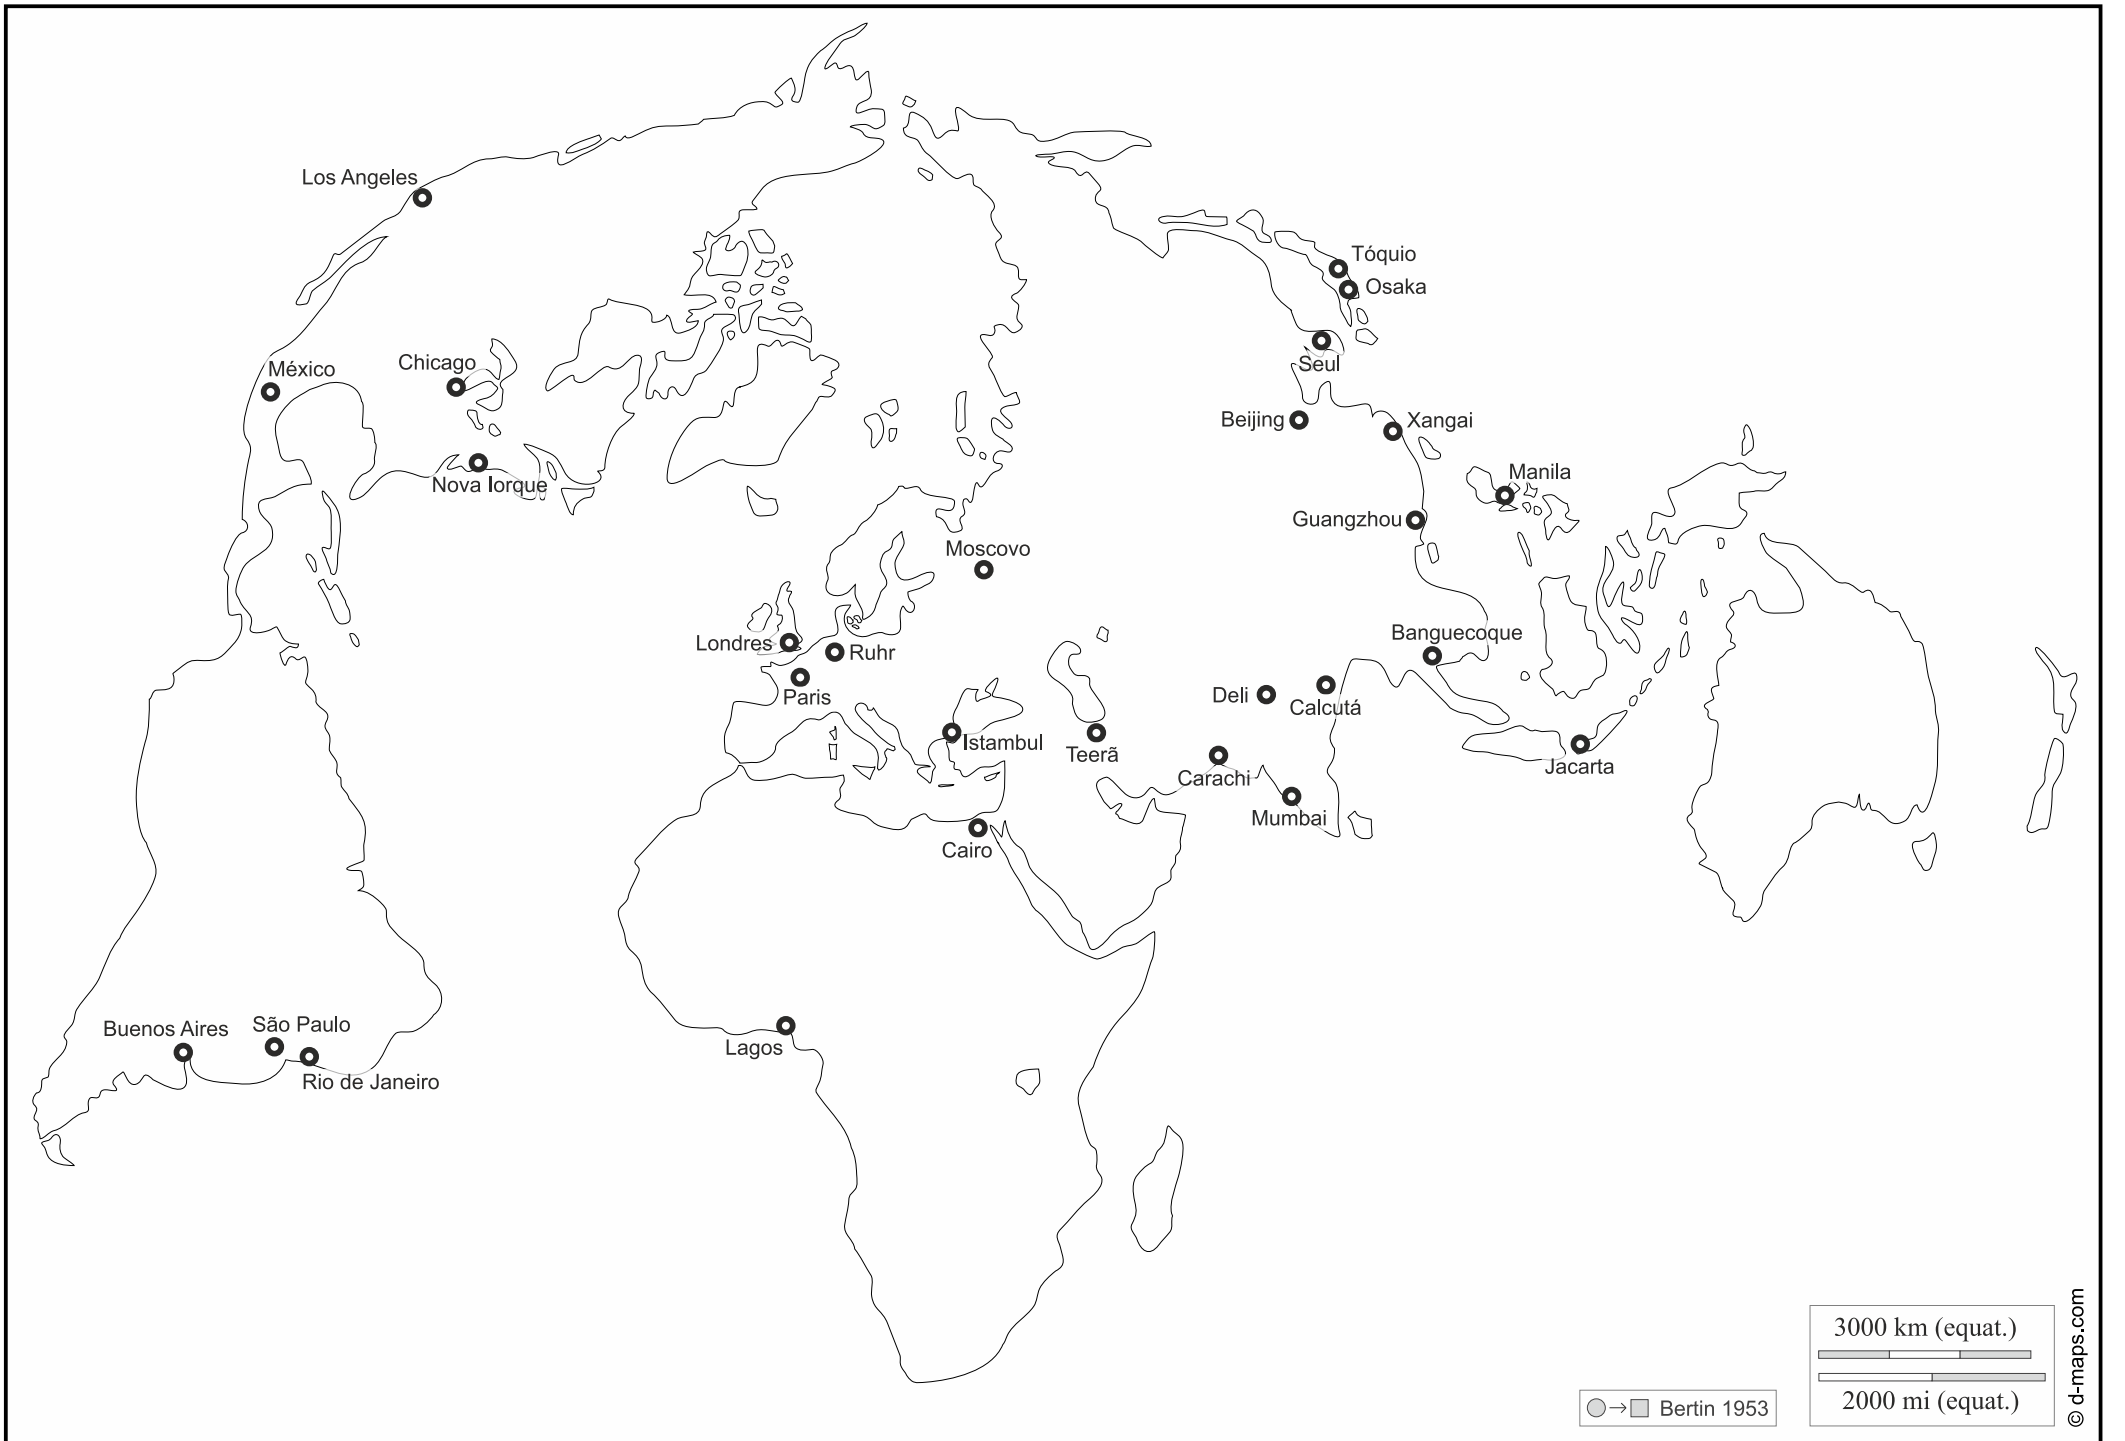 Los Angeles
Tóquio
Osaka
México
Chicago
Seul
Beijing
Xangai
Manila
Nova Iorque
Guangzhou
Moscovo
Londres
Ruhr
Banguecoque
Paris
Deli
Calcutá
Istambul
Teerã
Carachi
Jacarta
Mumbai
Cairo
Buenos Aires
São Paulo
Lagos
Rio de Janeiro
3000 km (equat.)
2000 mi (equat.)
Bertin 1953
© d-maps.com